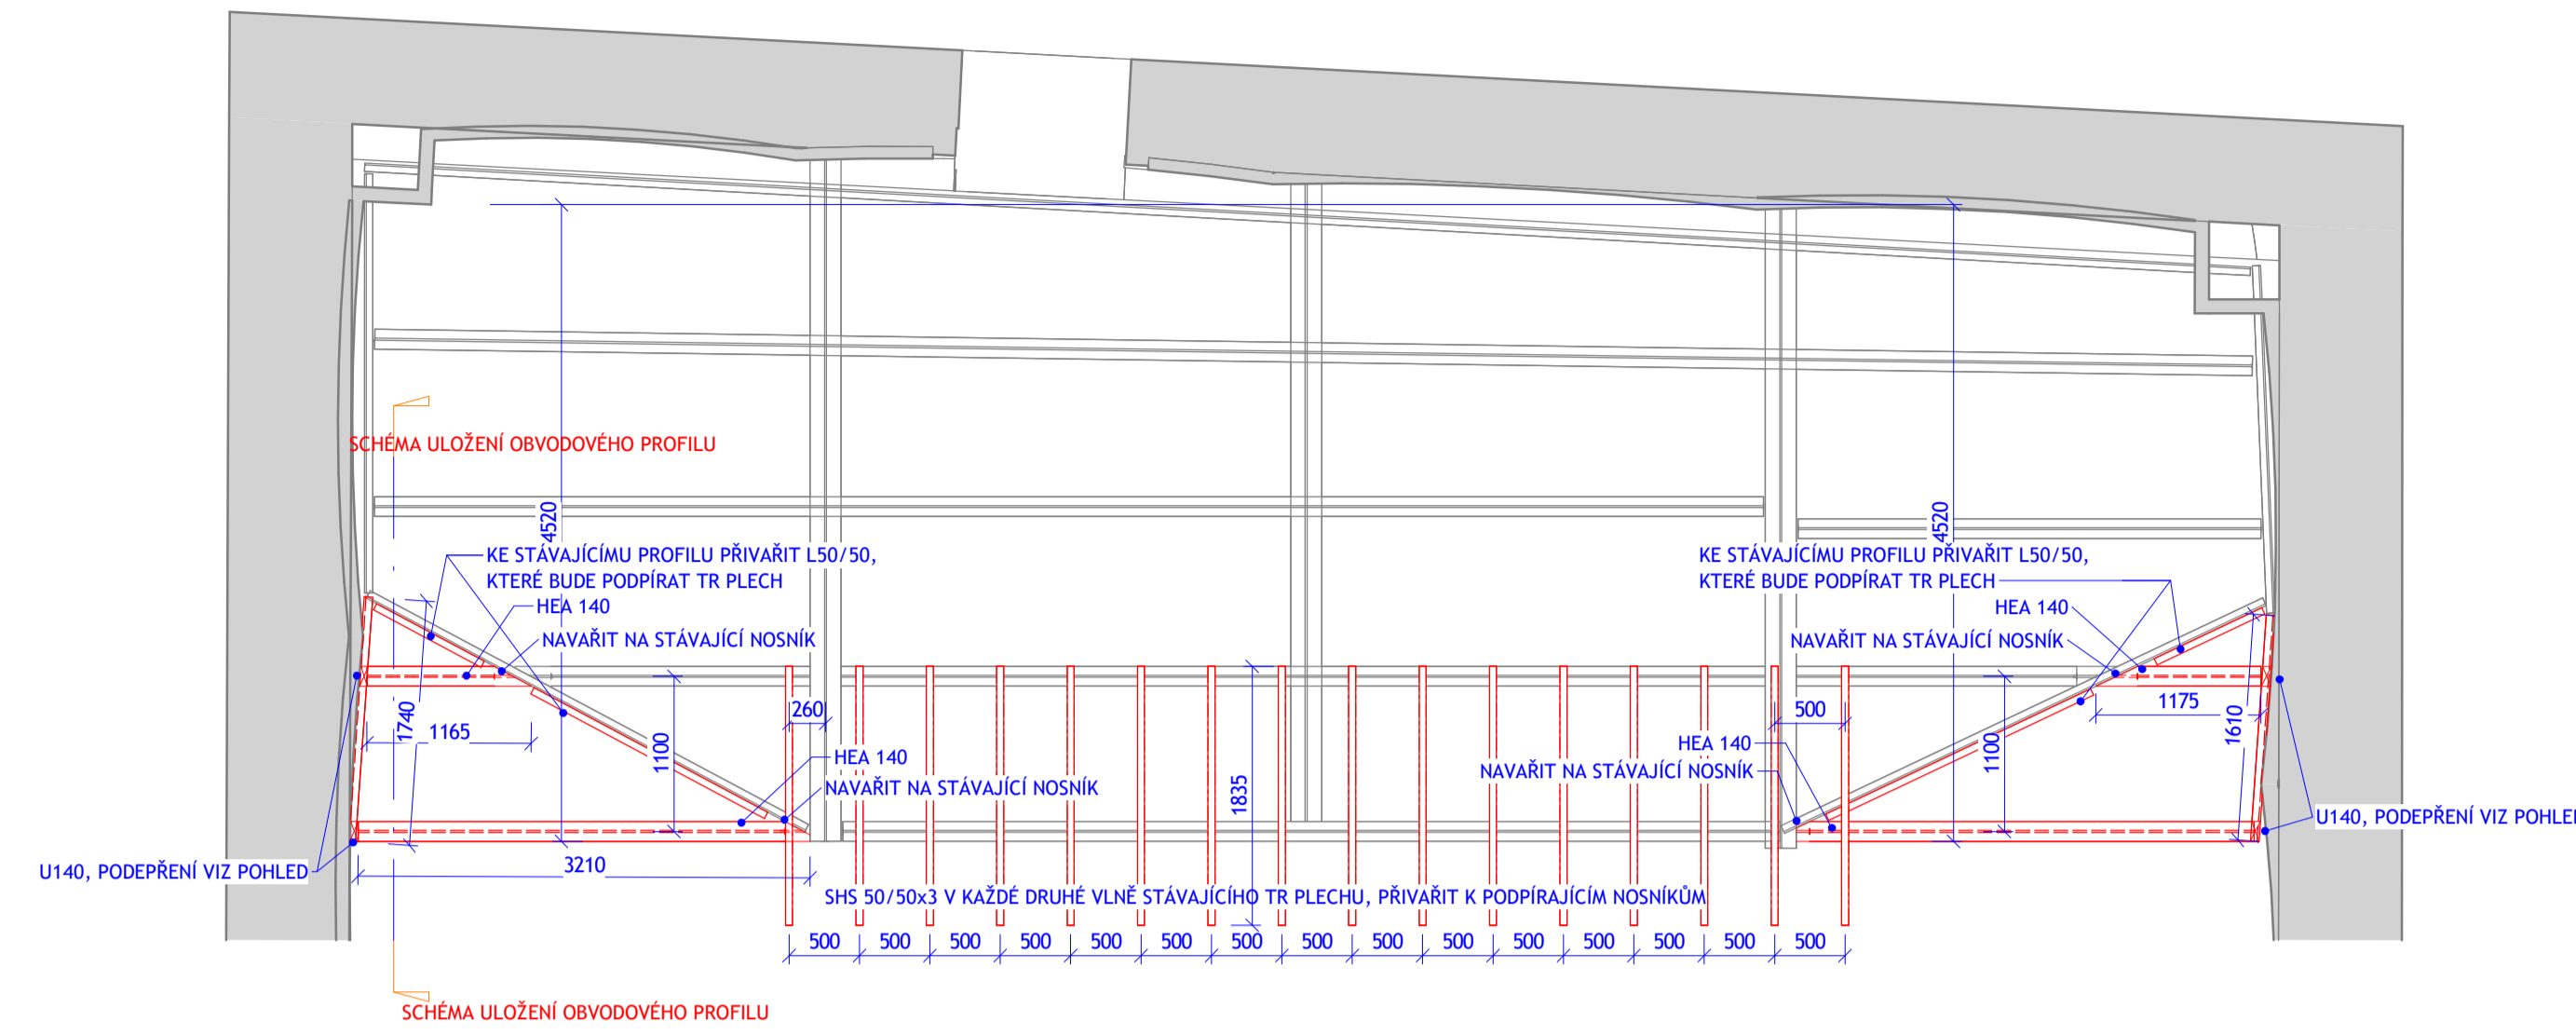 SCHÉMA ULOŽENÍ OBVODOVÉHO PROFILU
4520
4520
KE STÁVAJÍCÍMU PROFILU PŘIVAŘIT L50/50,
KTERÉ BUDE PODPÍRAT TR PLECH
HEA 140
NAVAŘIT NA STÁVAJÍCÍ NOSNÍK
KE STÁVAJÍCÍMU PROFILU PŘIVAŘIT L50/50,
KTERÉ BUDE PODPÍRAT TR PLECH
HEA 140
NAVAŘIT NA STÁVAJÍCÍ NOSNÍK
1740
1165
1100
260
HEA 140
NAVAŘIT NA STÁVAJÍCÍ NOSNÍK
1835
500
HEA 140
NAVAŘIT NA STÁVAJÍCÍ NOSNÍK
1100
1175
1610
U140, PODEPŘENÍ VIZ POHLED
3210
U140, PODEPŘENÍ VIZ POHLE
SHS 50/50x3 V KAŽDÉ DRUHÉ VLNĚ STÁVAJÍCÍHO TR PLECHU, PŘIVAŘIT K PODPÍRAJÍCÍM NOSNÍKŮM
500 500 500 500 500 500 500 500 500 500 500 500 500 500 500
SCHÉMA ULOŽENÍ OBVODOVÉHO PROFILU